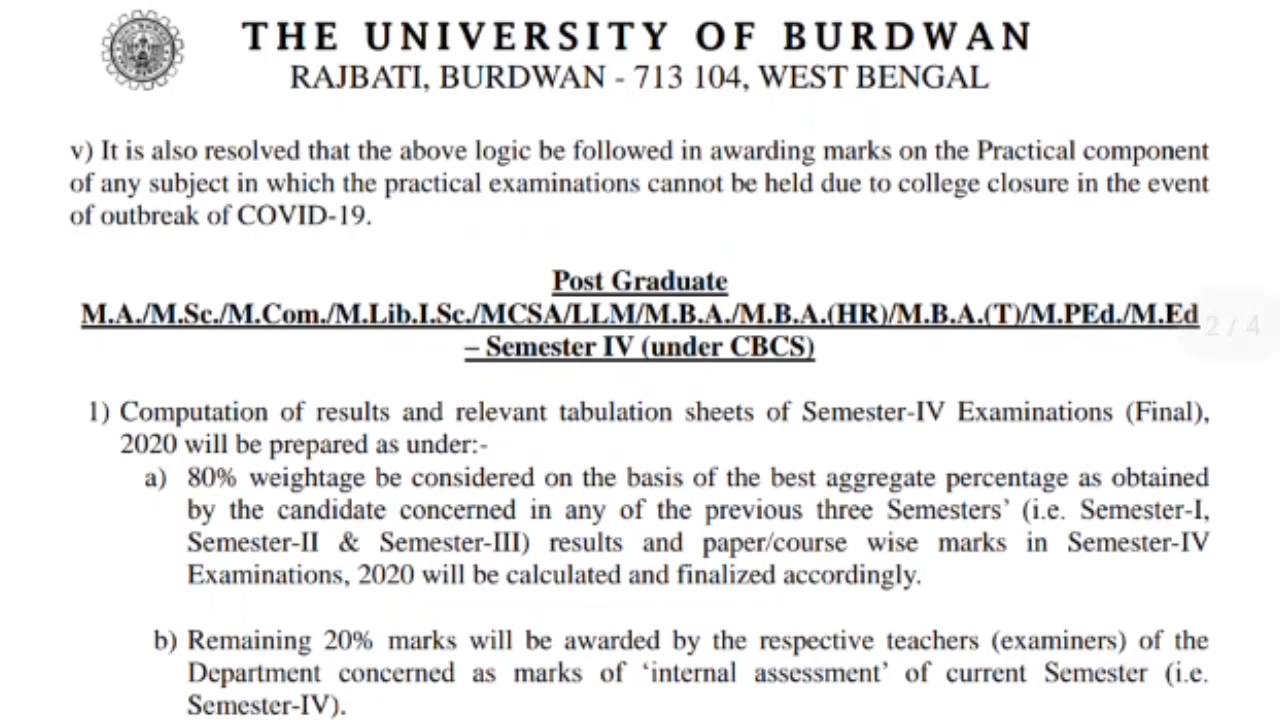 THE UNIVERSITY OF BURDWAN
RAJBATI, BURDWAN - 713 104, WEST BENGAL
v) It is also resolved that the above logic be followed in awarding marks on the Practical component
of any subject in which the practical examinations cannot be held due to college closure in the event
of outbreak of COVID-19.
Post Graduate
M.A./M.Sc./M.Com./M.Lib.I.Sc./MCSA/LLM/M.B.A./M.B.A.(HR)/M.B.A.(T)/M.PEd./M.Ed
2 / 4
– Semester IV (under CBCS)
1) Computation of results and relevant tabulation sheets of Semester-IV Examinations (Final),
2020 will be prepared as under:-
a) 80% weightage be considered on the basis of the best aggregate percentage as obtained
by the candidate concerned in any of the previous three Semesters’ (i.e. Semester-I,
Semester-II & Semester-III) results and paper/course wise marks in Semester-IV
Examinations, 2020 will be calculated and finalized accordingly.
b) Remaining 20% marks will be awarded by the respective teachers (examiners) of the
Department concerned as marks of ‘internal assessment’ of current Semester (i.e.
Semester-IV).